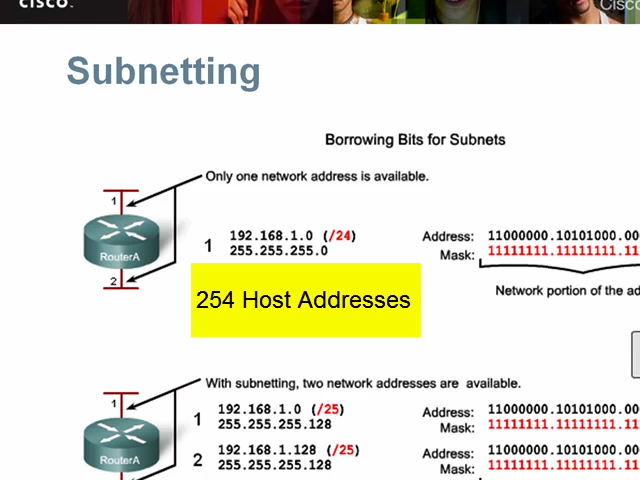 CISCO.
Cisco
Subnetting
Borrowing Bits for Subnets
Only one network address is available.
1
RouterA
2
1 192.168.1.0 (/24)
255.255.255.0
Address: 11000000.10101000.00
Mask: 11111111.11111111.11
Network portion of the ad
254 Host Addresses
With subnetting, two network addresses are available.
1
RouterA
1 192.168.1.0 (/25)
255.255.255.128
Address: 11000000.10101000.00
Mask: 11111111.11111111.11
2 192.168.1.128 (/25)
255.255.255.128
Address: 11000000.10101000.00
Mask: 11111111.11111111.11